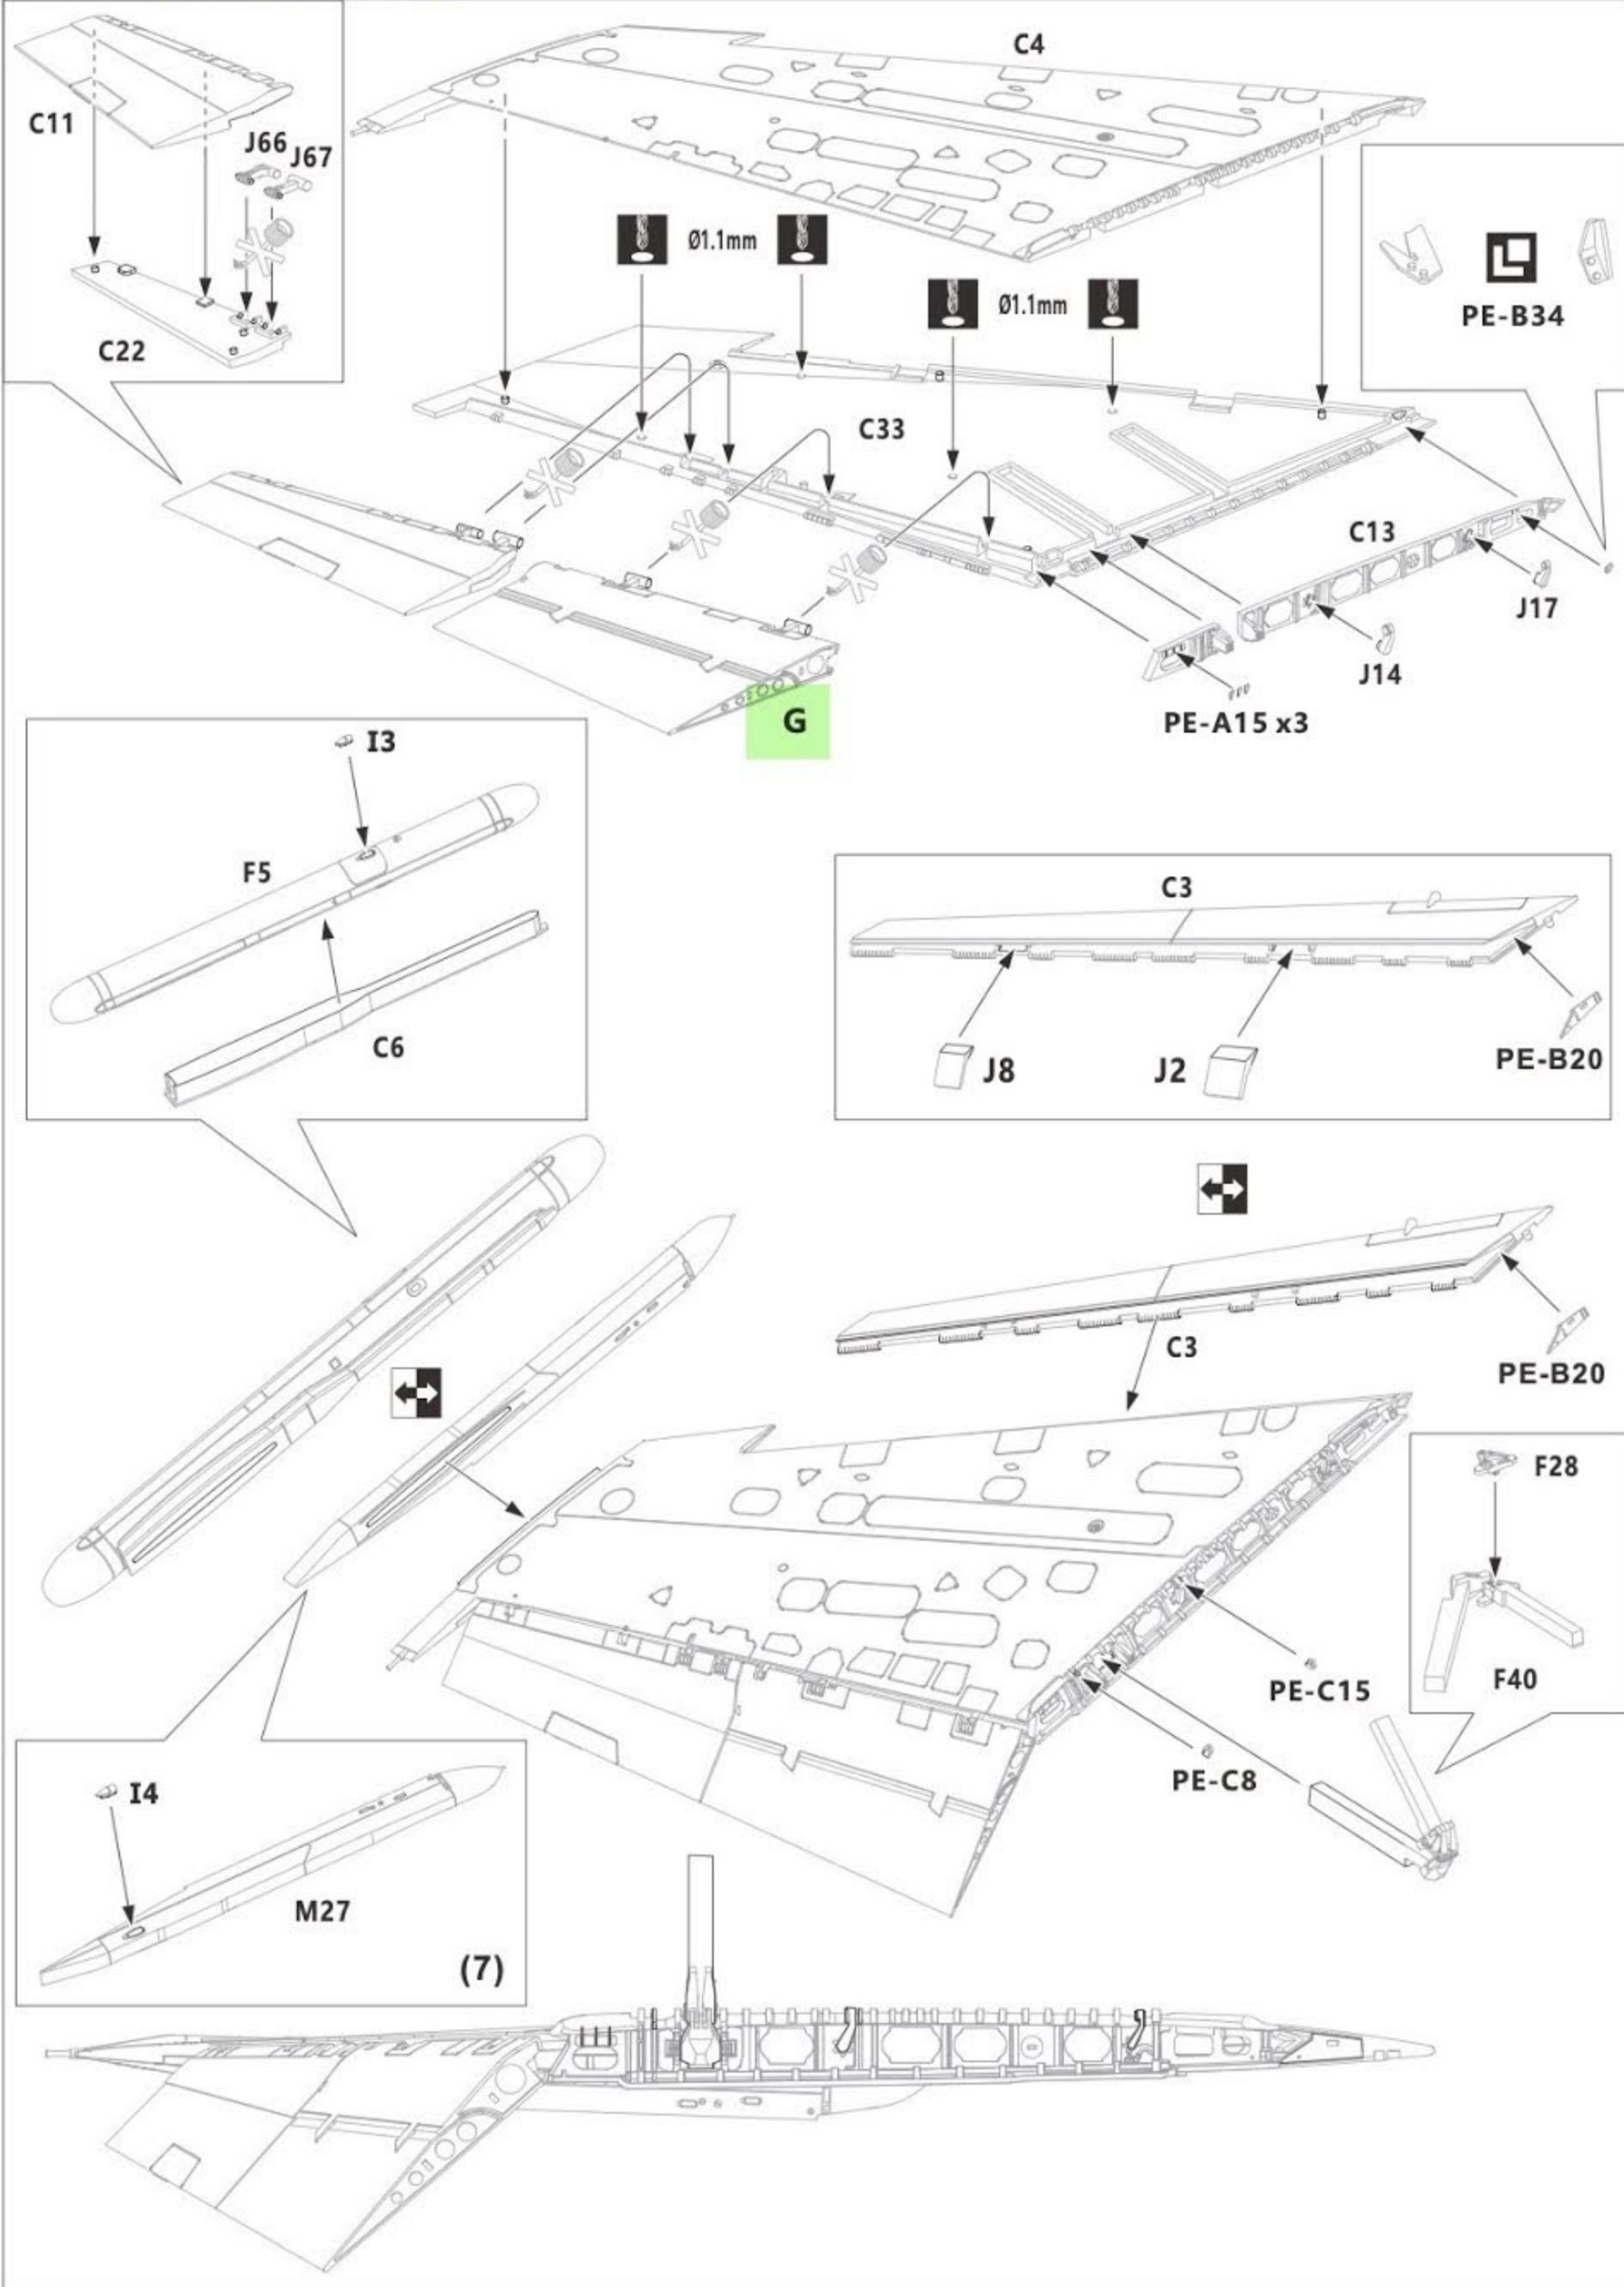 C4
C11
J66
J67
C22
Ø1.1mm
Ø1.1mm
PE-B34
C33
C13
J17
J14
PE-A15 x3
G
I3
F5
C6
C3
J8
J2
PE-B20
C3
PE-B20
F28
F40
PE-C15
PE-C8
I4
M27
(7)